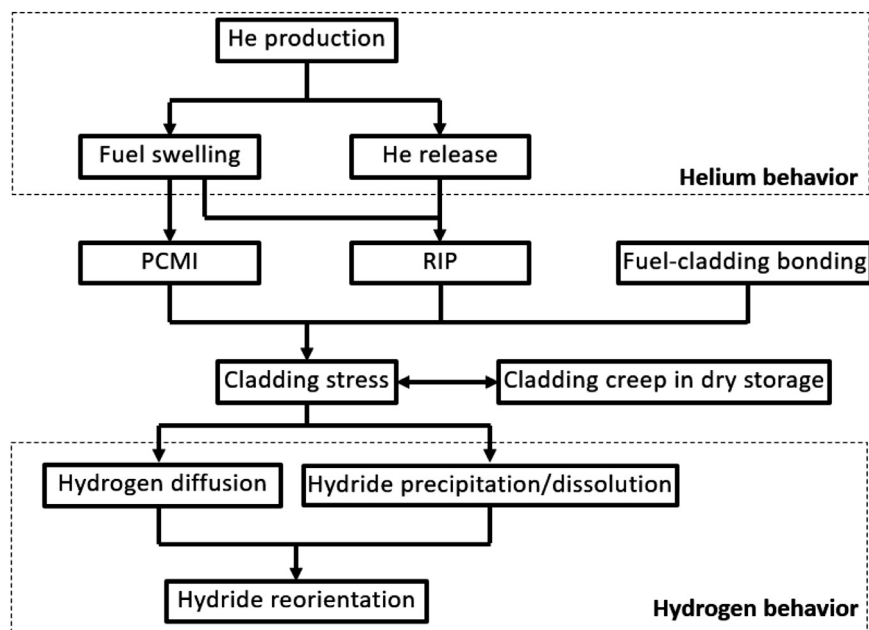 He production
Fuel swelling
He release
Helium behavior
PCMI
RIP
Fuel-cladding bonding
Cladding stress
Cladding creep in dry storage
Hydrogen diffusion
Hydride precipitation/dissolution
Hydride reorientation
Hydrogen behavior